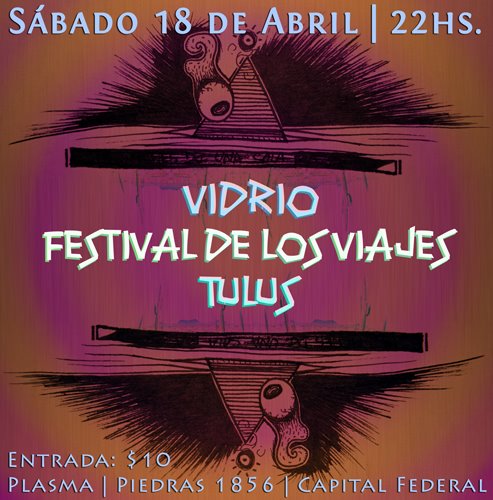 Sábado 18 de Abril | 22hs.
VIDRIO
FESTIVAL DE LOS VIAJES
TULUS
Entrada: $10
Plasma | Piedras 1856 | Capital Federal